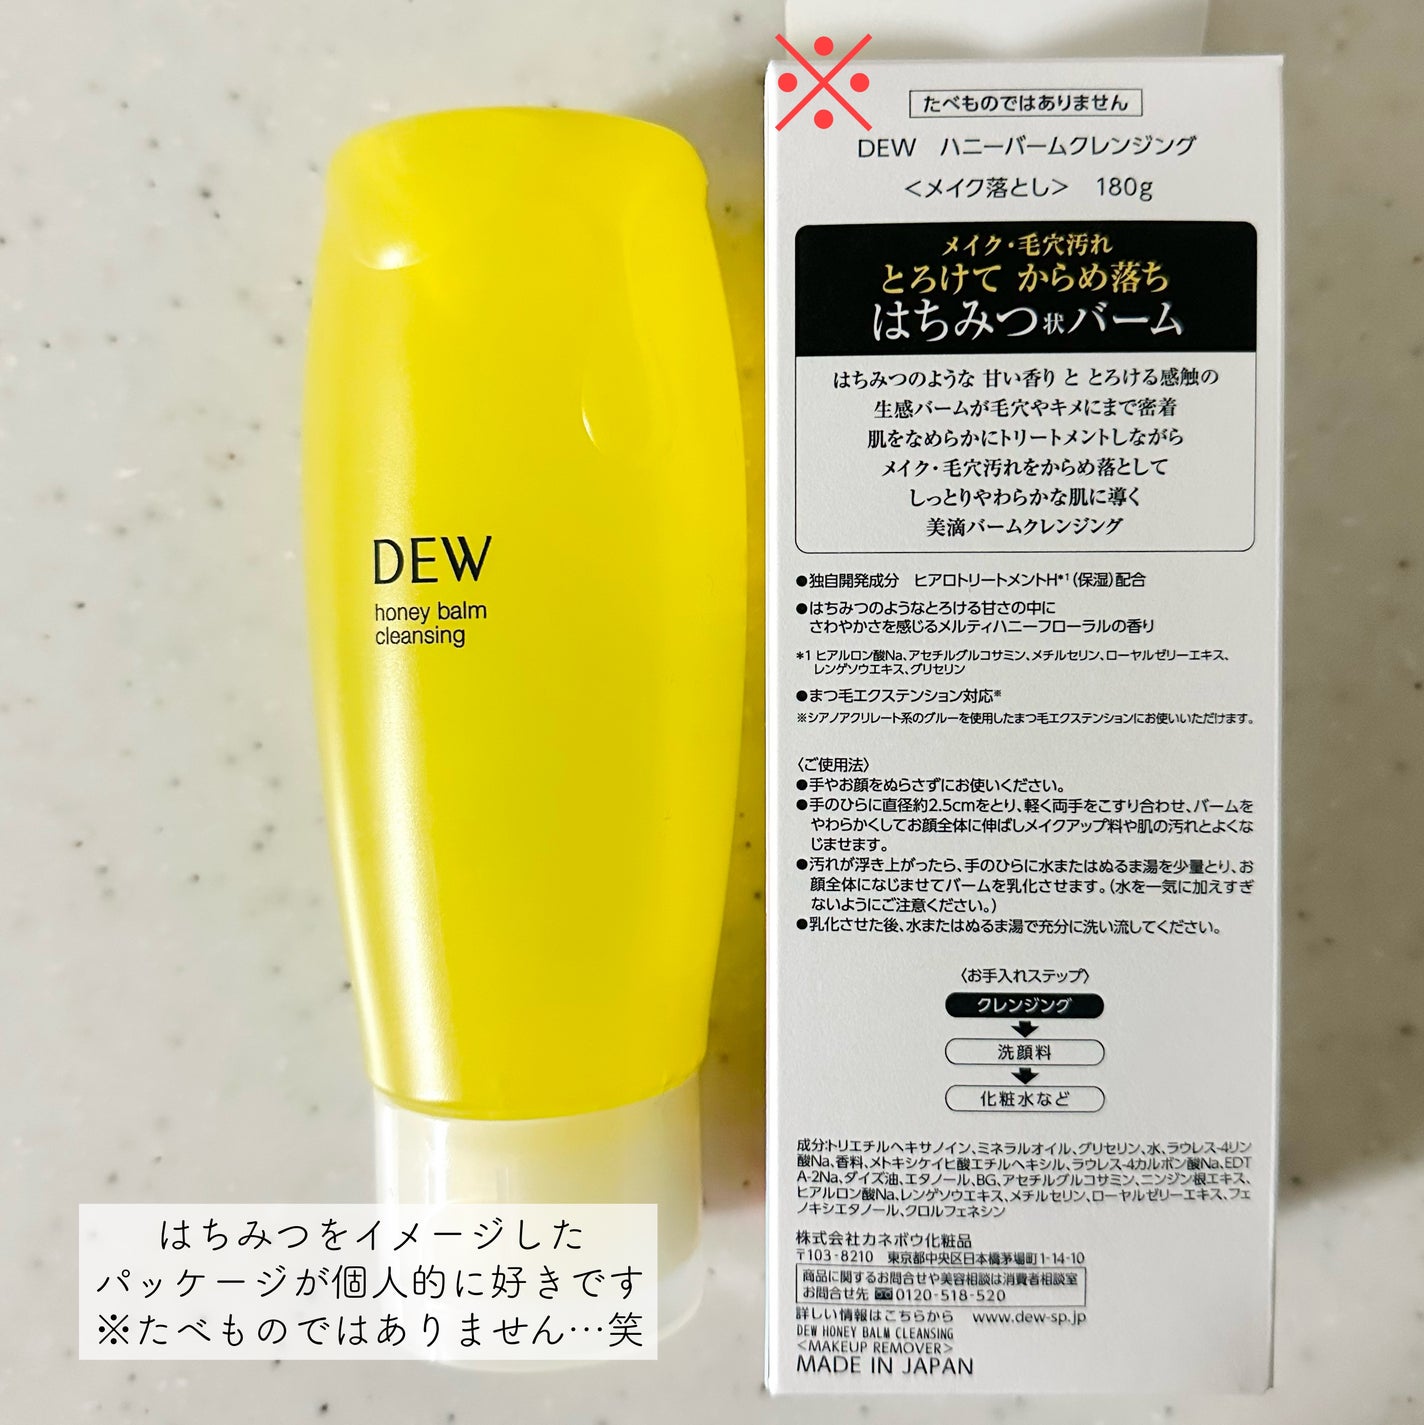 DEW
honey balm
cleansing
はちみつをイメージした
パッケージが個人的に好きです
※たべものではありません…笑
※
たべものではありません
DEW ハニーバームクレンジング
＜メイク落とし＞ 180g
メイク・毛穴汚れ
とろけて からめ落ち
はちみつ状バーム
はちみつのような 甘い香り と とろける感触の
生感バームが毛穴やキメにまで密着
肌をなめらかにトリートメントしながら
メイク・毛穴汚れをからめ落として
しっとりやわらかな肌に導く
美滴バームクレンジング
●独自開発成分 ヒアロトリートメントH*1（保湿）配合
●はちみつのようなとろける甘さの中に
さわやかさを感じるメルティハニーフローラルの香り
*1 ヒアルロン酸Na、アセチルグルコサミン、メチルセリン、ローヤルゼリーエキス、
レンゲソウエキス、グリセリン
●まつ毛エクステンション対応※
※シアノアクリレート系のグルーを使用したまつ毛エクステンションにお使いいただけます。
〈ご使用法〉
●手やお顔をぬらさずにお使いください。
●手のひらに直径約2.5cmをとり、軽く両手をこすり合わせ、バームを
やわらかくしてお顔全体に伸ばしメイクアップ料や肌の汚れとよくな
じませます。
●汚れが浮き上がったら、手のひらに水またはぬるま湯を少量とり、お
顔全体になじませてバームを乳化させます。（水を一気に加えすぎ
ないようにご注意ください。）
●乳化させた後、水またはぬるま湯で充分に洗い流してください。
〈お手入れステップ〉
クレンジング
洗顔料
化粧水など
成分:トリエチルヘキサノイン、ミネラルオイル、グリセリン、水、ラウレス-4リン
酸Na、香料、メトキシケイヒ酸エチルヘキシル、ラウレス-4カルボン酸Na、EDT
A-2Na、ダイズ油、エタノール、BG、アセチルグルコサミン、ニンジン根エキス、
ヒアルロン酸Na、レンゲソウエキス、メチルセリン、ローヤルゼリーエキス、フェ
ノキシエタノール、クロルフェネシン
株式会社カネボウ化粧品
〒103-8210 東京都中央区日本橋茅場町1-14-10
商品に関するお問合せや美容相談は消費者相談室
お問合せ先 0120-518-520
詳しい情報はこちらから www.dew-sp.jp
DEW HONEY BALM CLEANSING
<MAKEUP REMOVER>
MADE IN JAPAN